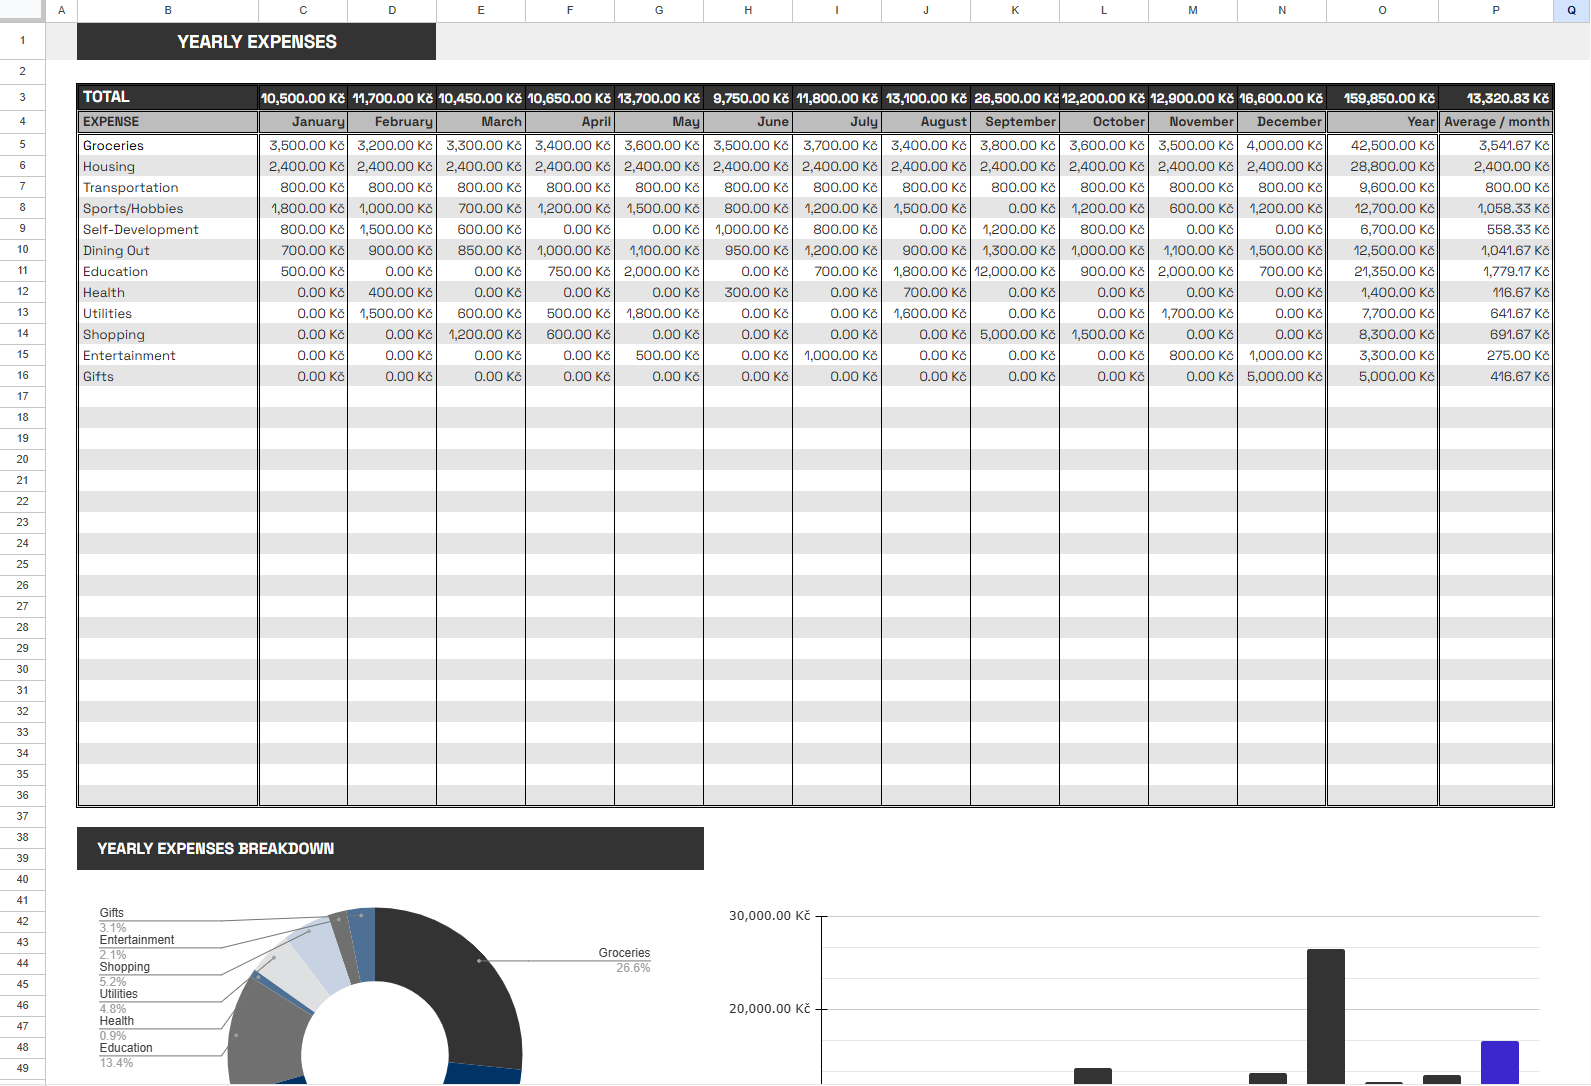 A B C D E F G H I J K L M N O P Q
1 YEARLY EXPENSES
2
3 TOTAL 10,500.00 Kč 11,700.00 Kč 10,450.00 Kč 10,650.00 Kč 13,700.00 Kč 9,750.00 Kč 11,800.00 Kč 13,100.00 Kč 26,500.00 Kč 12,200.00 Kč 12,900.00 Kč 16,600.00 Kč 159,850.00 Kč 13,320.83 Kč
4 EXPENSE January February March April May June July August September October November December Year Average / month
5 Groceries 3,500.00 Kč 3,200.00 Kč 3,300.00 Kč 3,400.00 Kč 3,600.00 Kč 3,500.00 Kč 3,700.00 Kč 3,400.00 Kč 3,800.00 Kč 3,600.00 Kč 3,500.00 Kč 4,000.00 Kč 42,500.00 Kč 3,541.67 Kč
6 Housing 2,400.00 Kč 2,400.00 Kč 2,400.00 Kč 2,400.00 Kč 2,400.00 Kč 2,400.00 Kč 2,400.00 Kč 2,400.00 Kč 2,400.00 Kč 2,400.00 Kč 2,400.00 Kč 2,400.00 Kč 28,800.00 Kč 2,400.00 Kč
7 Transportation 800.00 Kč 800.00 Kč 800.00 Kč 800.00 Kč 800.00 Kč 800.00 Kč 800.00 Kč 800.00 Kč 800.00 Kč 800.00 Kč 800.00 Kč 800.00 Kč 9,600.00 Kč 800.00 Kč
8 Sports/Hobbies 1,800.00 Kč 1,000.00 Kč 700.00 Kč 1,200.00 Kč 1,500.00 Kč 800.00 Kč 1,200.00 Kč 1,500.00 Kč 0.00 Kč 1,200.00 Kč 600.00 Kč 1,200.00 Kč 12,700.00 Kč 1,058.33 Kč
9 Self-Development 800.00 Kč 1,500.00 Kč 600.00 Kč 0.00 Kč 0.00 Kč 1,000.00 Kč 800.00 Kč 0.00 Kč 1,200.00 Kč 800.00 Kč 0.00 Kč 0.00 Kč 6,700.00 Kč 558.33 Kč
10 Dining Out 700.00 Kč 900.00 Kč 850.00 Kč 1,000.00 Kč 1,100.00 Kč 950.00 Kč 1,200.00 Kč 900.00 Kč 1,300.00 Kč 1,000.00 Kč 1,100.00 Kč 1,500.00 Kč 12,500.00 Kč 1,041.67 Kč
11 Education 500.00 Kč 0.00 Kč 0.00 Kč 750.00 Kč 2,000.00 Kč 0.00 Kč 700.00 Kč 1,800.00 Kč 12,000.00 Kč 900.00 Kč 2,000.00 Kč 700.00 Kč 21,350.00 Kč 1,779.17 Kč
12 Health 0.00 Kč 400.00 Kč 0.00 Kč 0.00 Kč 0.00 Kč 300.00 Kč 0.00 Kč 700.00 Kč 0.00 Kč 0.00 Kč 0.00 Kč 0.00 Kč 1,400.00 Kč 116.67 Kč
13 Utilities 0.00 Kč 1,500.00 Kč 600.00 Kč 500.00 Kč 1,800.00 Kč 0.00 Kč 0.00 Kč 1,600.00 Kč 0.00 Kč 0.00 Kč 1,700.00 Kč 0.00 Kč 7,700.00 Kč 641.67 Kč
14 Shopping 0.00 Kč 0.00 Kč 1,200.00 Kč 600.00 Kč 0.00 Kč 0.00 Kč 0.00 Kč 0.00 Kč 5,000.00 Kč 1,500.00 Kč 0.00 Kč 0.00 Kč 8,300.00 Kč 691.67 Kč
15 Entertainment 0.00 Kč 0.00 Kč 0.00 Kč 0.00 Kč 500.00 Kč 0.00 Kč 1,000.00 Kč 0.00 Kč 0.00 Kč 0.00 Kč 800.00 Kč 1,000.00 Kč 3,300.00 Kč 275.00 Kč
16 Gifts 0.00 Kč 0.00 Kč 0.00 Kč 0.00 Kč 0.00 Kč 0.00 Kč 0.00 Kč 0.00 Kč 0.00 Kč 0.00 Kč 0.00 Kč 5,000.00 Kč 5,000.00 Kč 416.67 Kč
17
18
19
20
21
22
23
24
25
26
27
28
29
30
31
32
33
34
35
36
37
38
YEARLY EXPENSES BREAKDOWN
39
40
41
42
43
44
45
46
47
48
49
Gifts
3.1%
Entertainment
2.1%
Shopping
5.2%
Utilities
4.8%
Health
0.9%
Education
13.4%
Groceries
26.6%
30,000.00 Kč
20,000.00 Kč